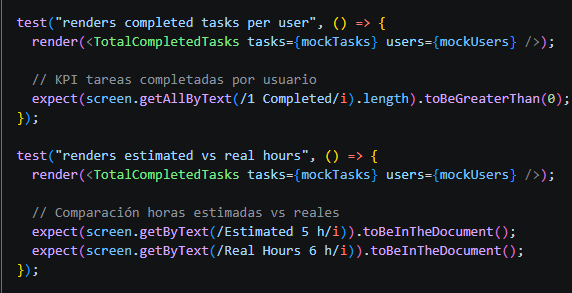 test("renders completed tasks per user", () => {
render(<TotalCompletedTasks tasks={mockTasks} users={mockUsers} />);
// KPI tareas completadas por usuario
expect(screen.getAllByText(/1 Completed/i).length).toBeGreaterThan(0);
});
test("renders estimated vs real hours", () => {
render(<TotalCompletedTasks tasks={mockTasks} users={mockUsers} />);
// Comparación horas estimadas vs reales
expect(screen.getByText(/Estimated 5 h/i)).toBeInTheDocument();
expect(screen.getByText(/Real Hours 6 h/i)).toBeInTheDocument();
});